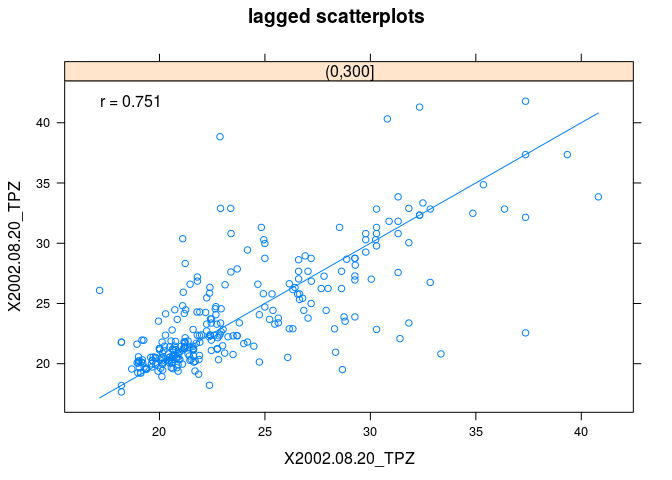 lagged scatterplots
(0,300]
r = 0.751
40
35
30
25
20
X2002.08.20_TPZ
20 25 30 35 40
X2002.08.20_TPZ